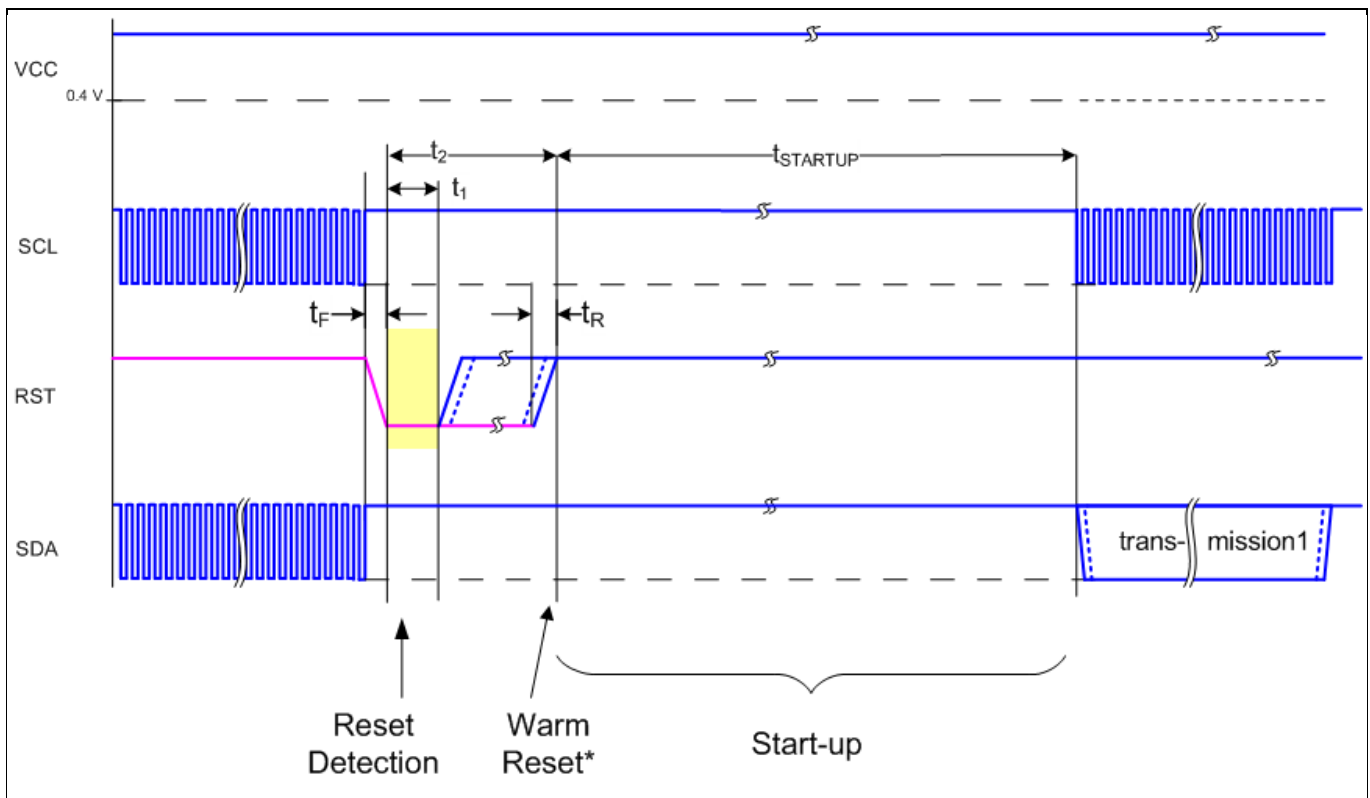 VCC
0.4 V
t2
tSTARTUP
t1
SCL
tF
tR
RST
SDA
trans- mission1
Reset
Detection
Warm
Reset*
Start-up